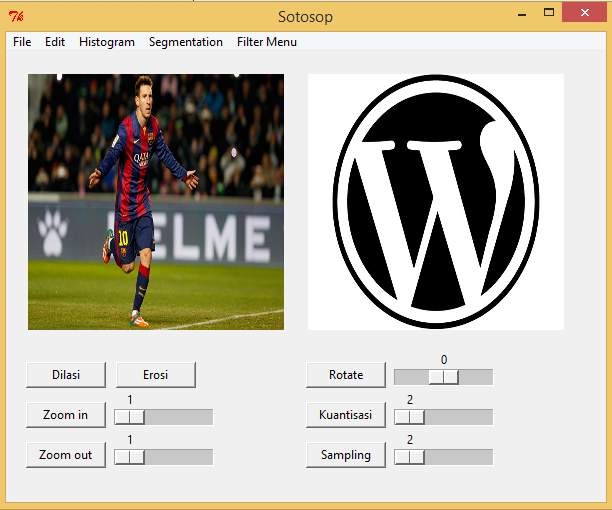 Sotosop
File Edit Histogram Segmentation Filter Menu
QATAR
10
ELME
W
0
Dilasi Erosi Rotate
1 2
Zoom in Kuantisasi
1 2
Zoom out Sampling